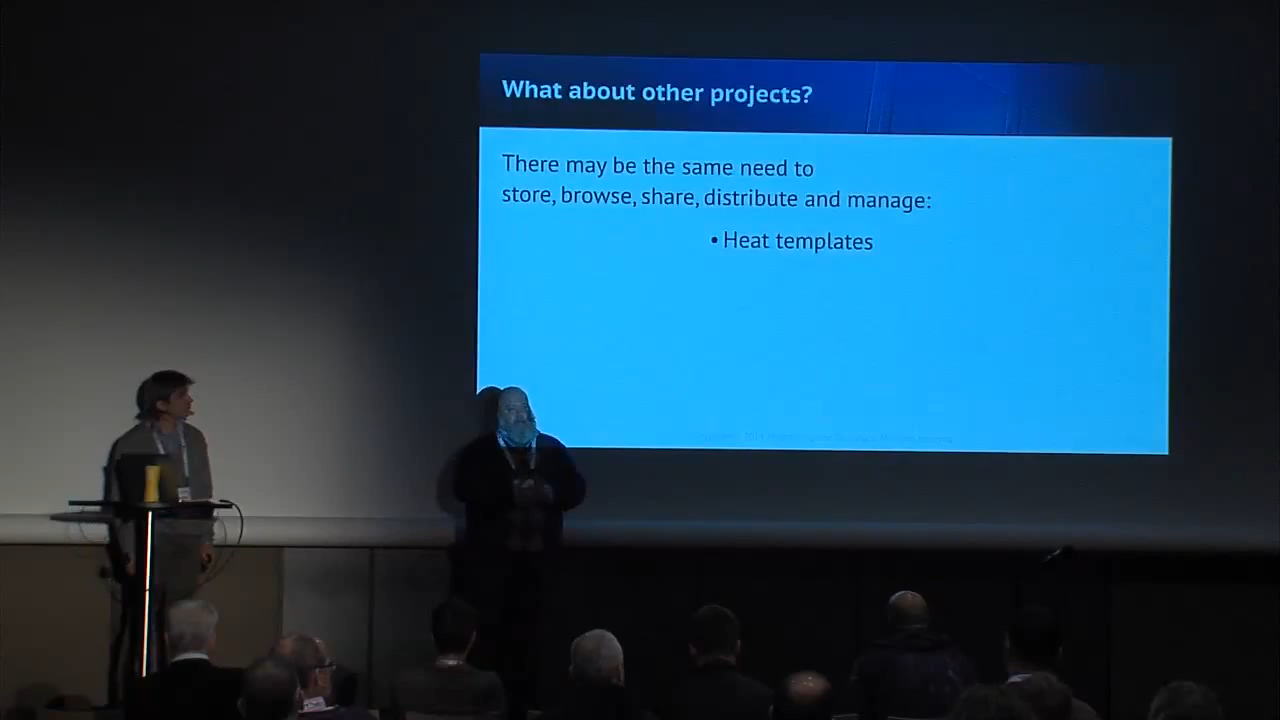 What about other projects?
There may be the same need to
store, browse, share, distribute and manage:
• Heat templates